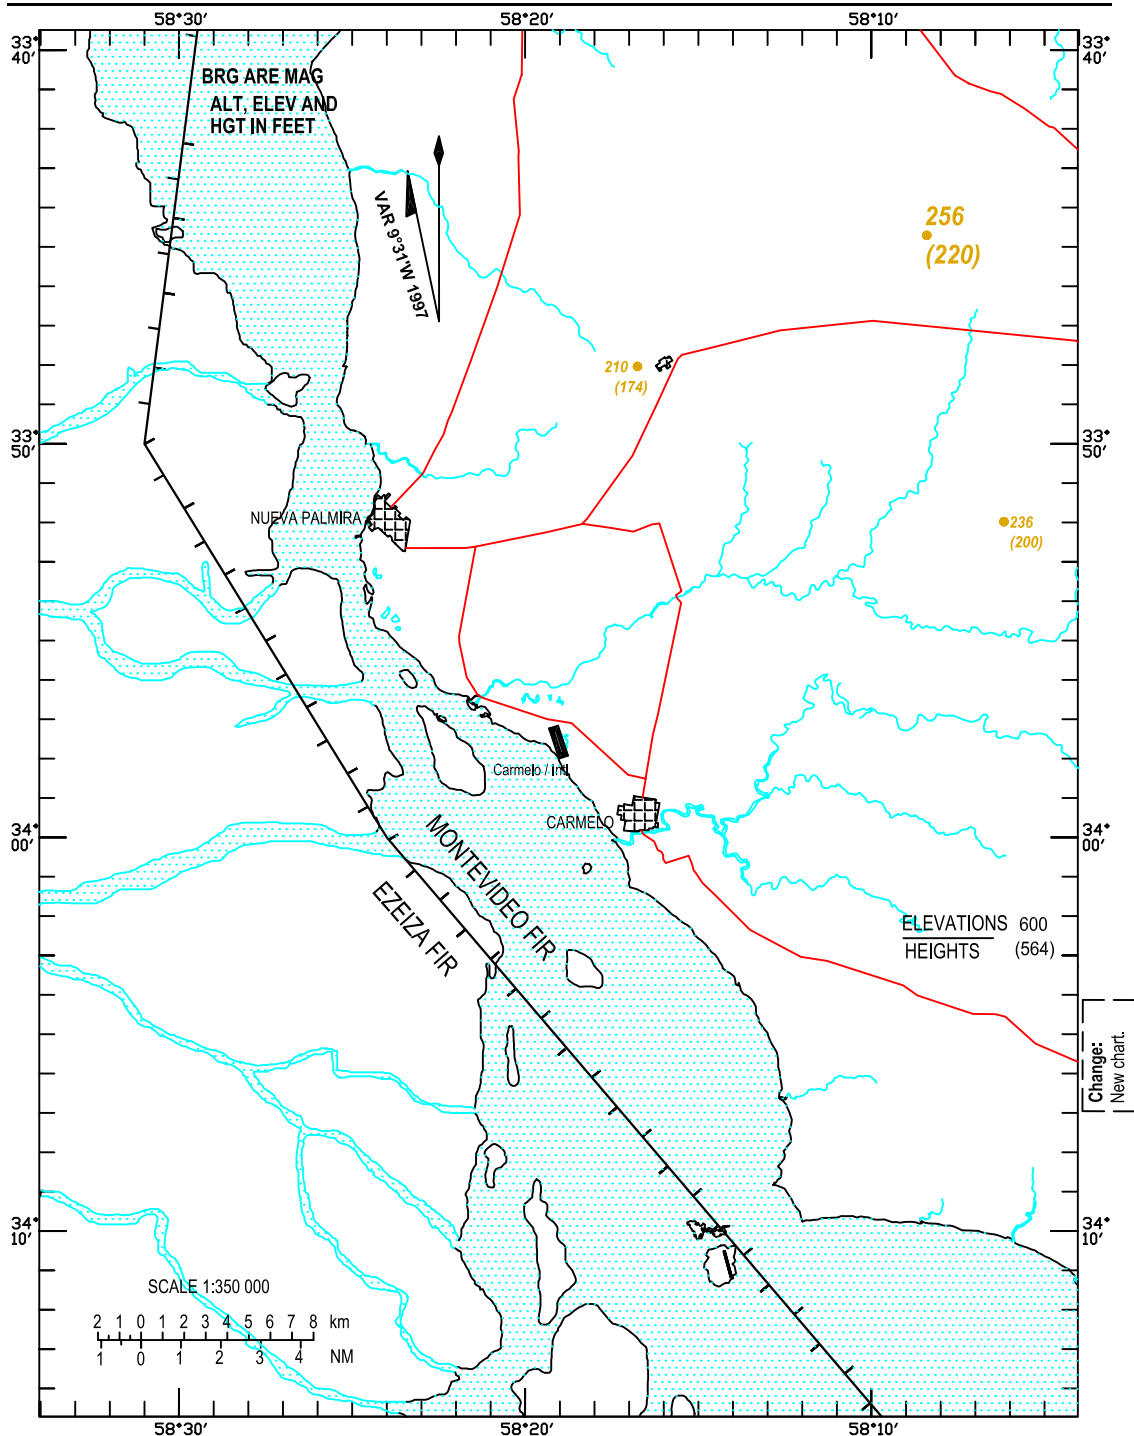 58°30′ 58°20′ 58°10′
33° 40′
33° 40′
BRG ARE MAG
ALT, ELEV AND
HGT IN FEET
VAR 9°31'W 1997
256
(220)
210
(174)
33° 50′
33° 50′
NUEVA PALMIRA
236
(200)
Carmelo / Intl.
CARMELO
34° 00′
34° 00′
MONTEVIDEO FIR
EZEIZA FIR
ELEVATIONS 600
HEIGHTS (564)
Change:
New chart.
34° 10′
34° 10′
SCALE 1:350 000
2 1 0 1 2 3 4 5 6 7 8 km
1 0 1 2 3 4 NM
58°30′ 58°20′ 58°10′